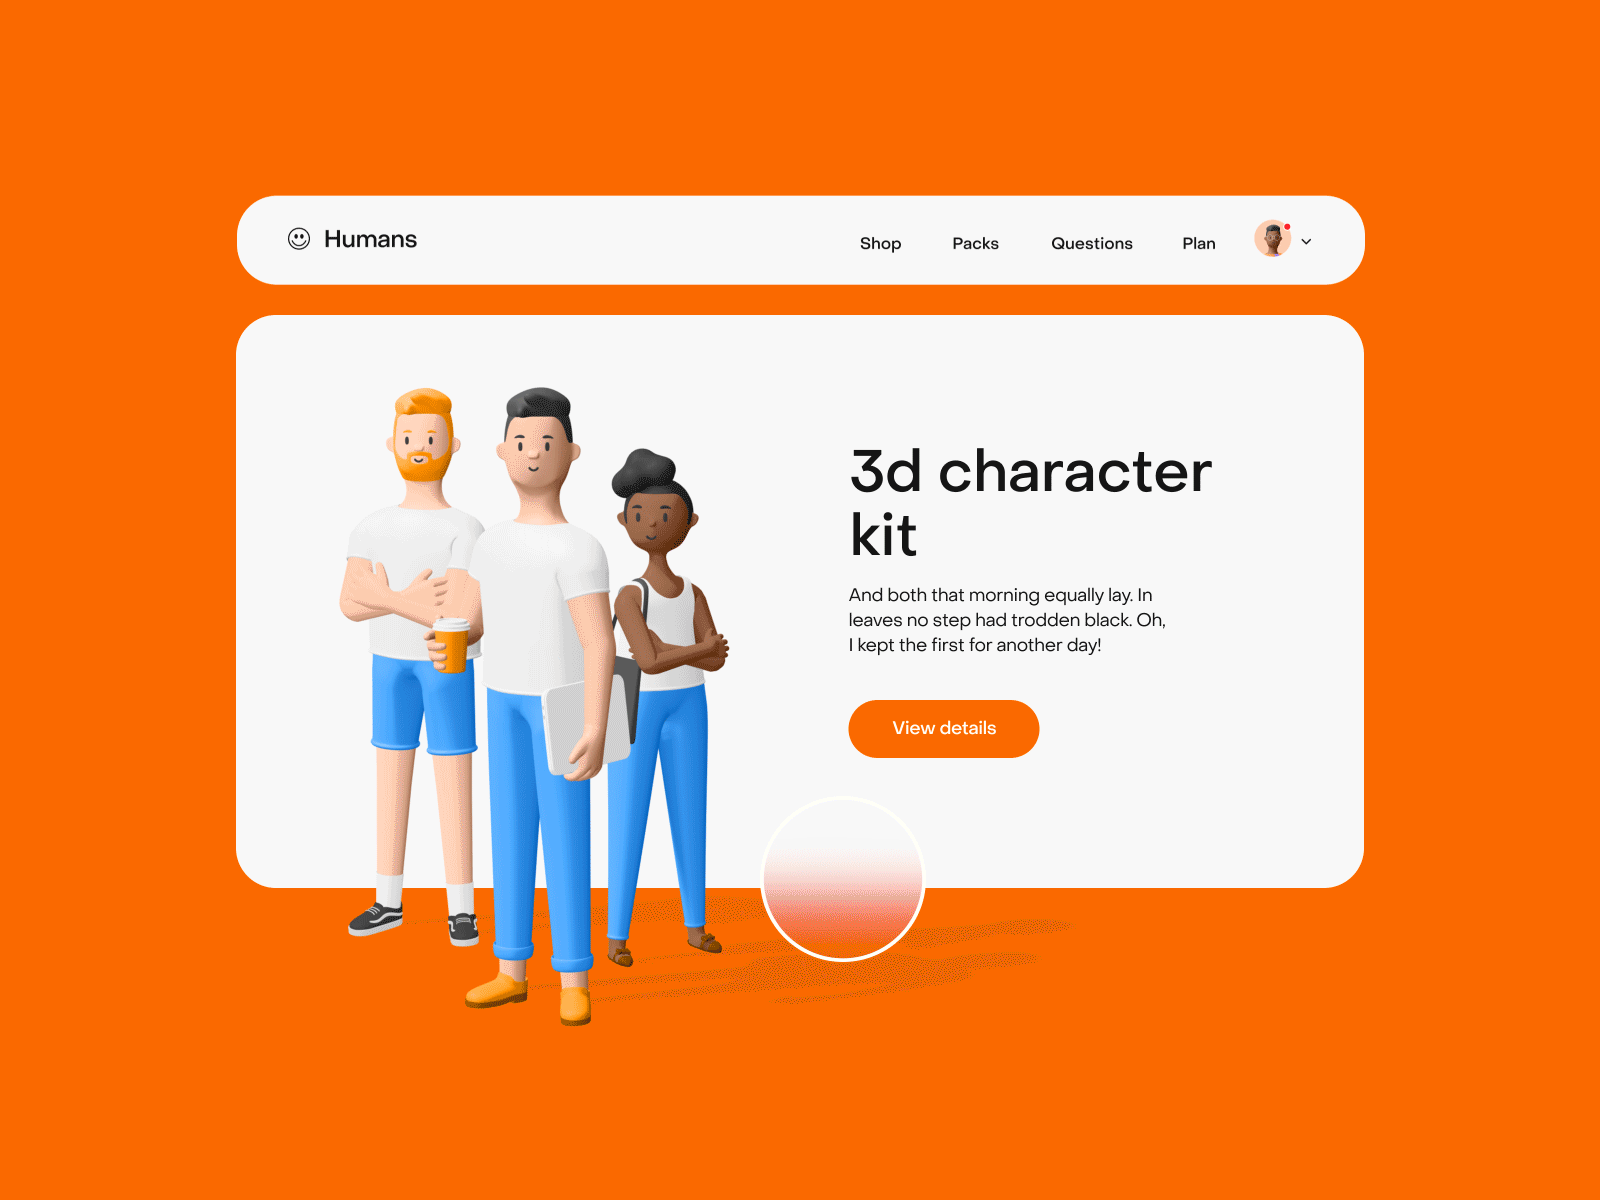 Humans
Shop Packs Questions Plan
3d character
kit
And both that morning equally lay. In
leaves no step had trodden black. Oh,
I kept the first for another day!
View details